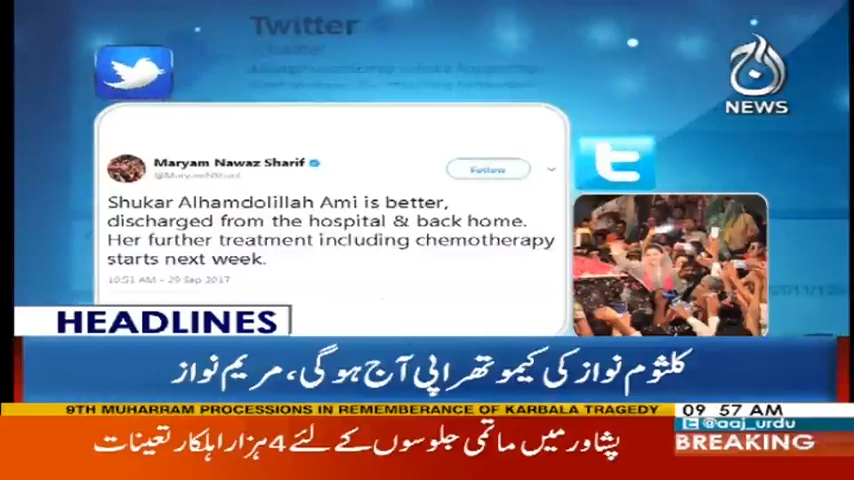 Twitter
آج
NEWS
Maryam Nawaz Sharif
Follow
Shukar Alhamdolillah Ami is better,
discharged from the hospital & back home.
Her further treatment including chemotherapy
starts next week.
10:51 AM - 29 Sep 2017
HEADLINES
کلثوم نواز کی کیموتھراپی آج ہوگی، مریم نواز
9TH MUHARRAM PROCESSIONS IN REMEMBERANCE OF KARBALA TRAGEDY
09 57 AM
@aaj_urdu
پشاور میں ماتمی جلوسوں کے لئے 4 ہزار اہلکار تعینات
BREAKING